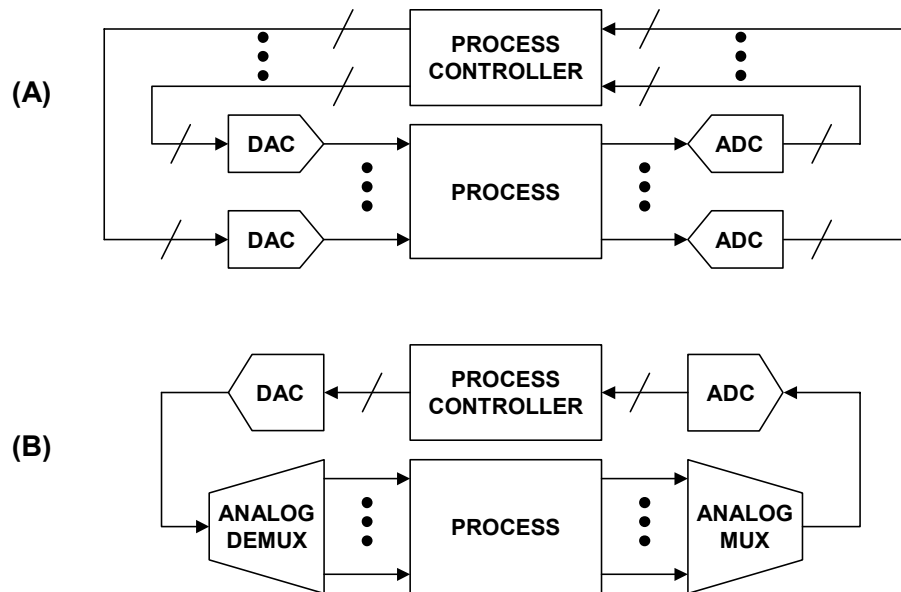 (A)
PROCESS
CONTROLLER
DAC
PROCESS
ADC
DAC
ADC
(B)
DAC
PROCESS
CONTROLLER
ADC
ANALOG
DEMUX
PROCESS
ANALOG
MUX